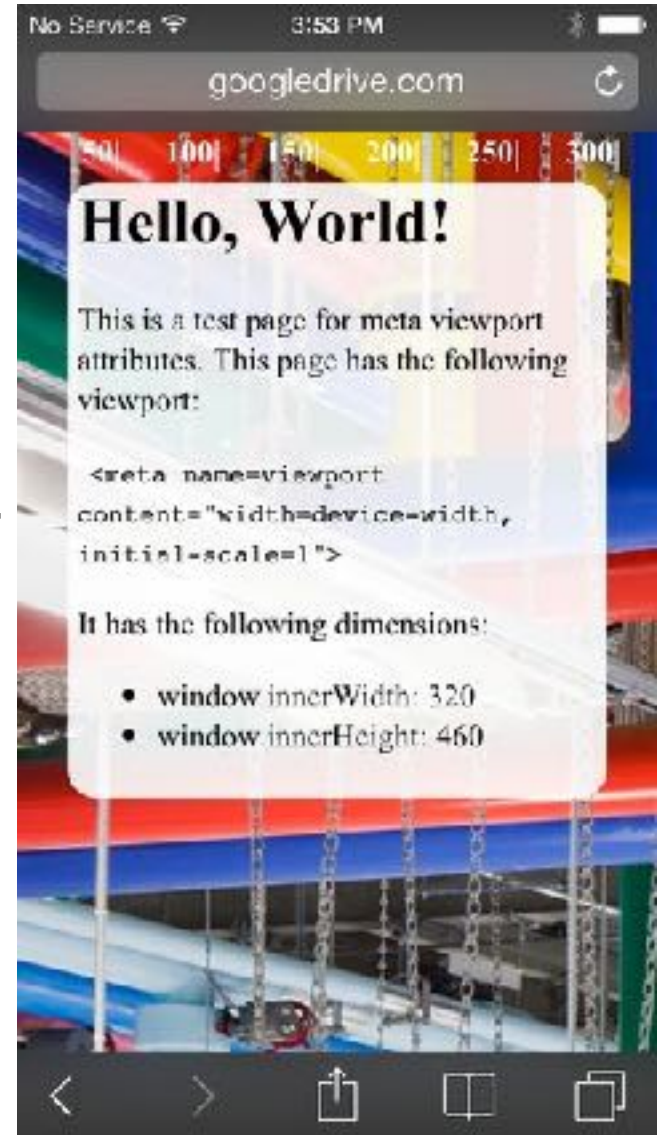 No Service 3:53 PM
googledrive.com
50| 100| 150| 200| 250| 300|
Hello, World!
This is a test page for meta viewport
attributes. This page has the following
viewport:
<meta name=viewport
content="width=device-width,
initial-scale=1">
It has the following dimensions:
• window.innerWidth: 320
• window.innerHeight: 460